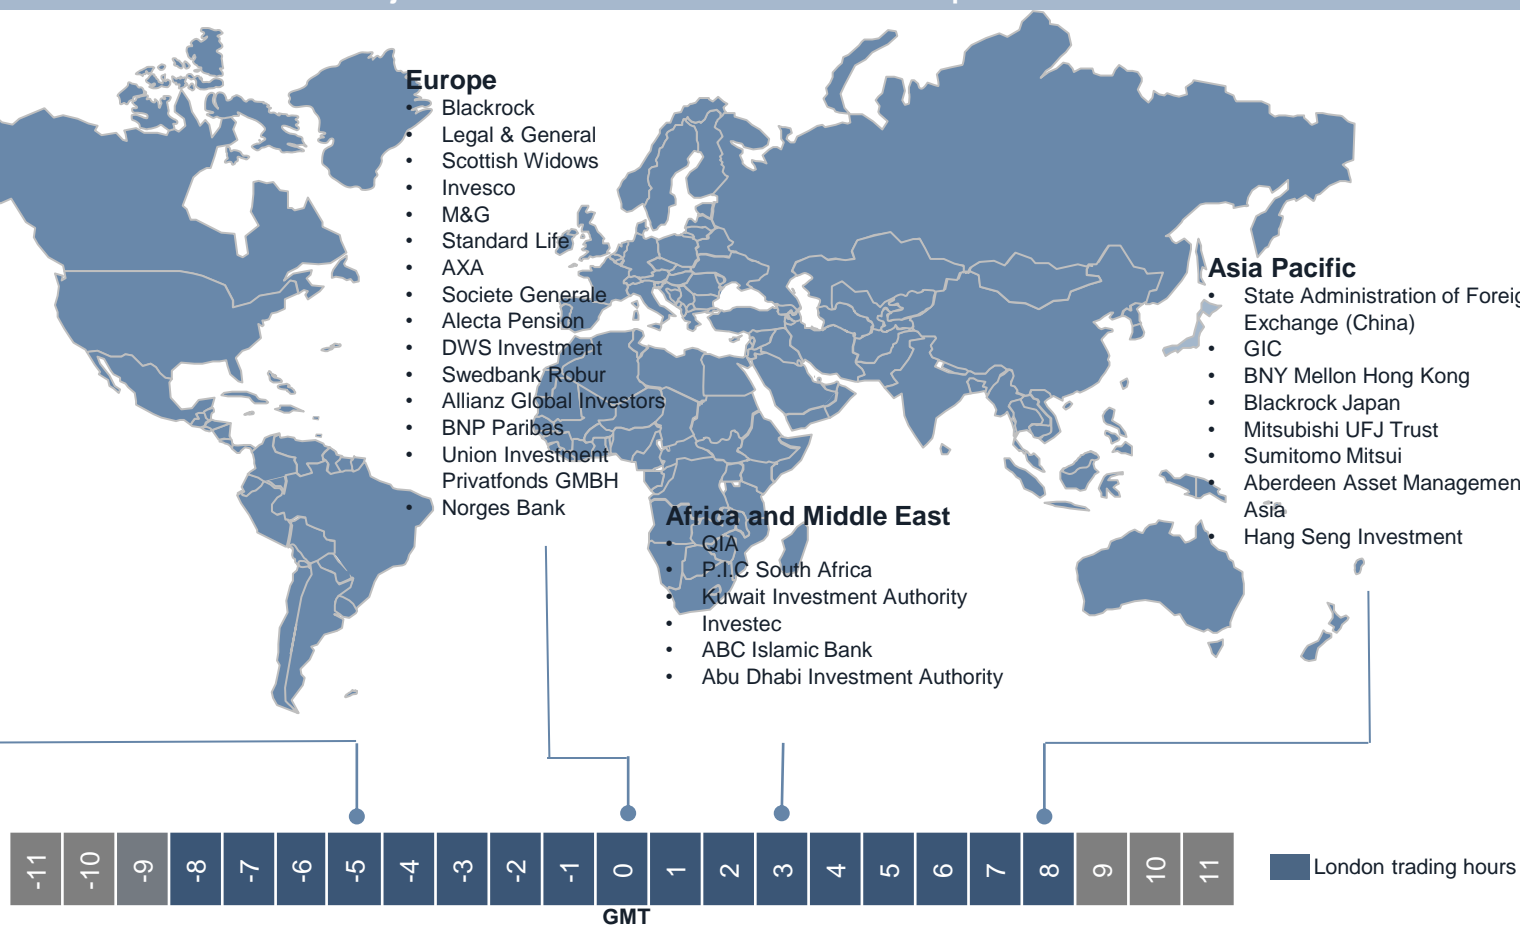 Europe
• Blackrock
• Legal & General
• Scottish Widows
• Invesco
• M&G
• Standard Life
• AXA
• Societe Generale
• Alecta Pension
• DWS Investment
• Swedbank Robur
• Allianz Global Investors
• BNP Paribas
• Union Investment
Privatfonds GMBH
• Norges Bank
Africa and Middle East
• QIA
• P.I.C South Africa
• Kuwait Investment Authority
• Investec
• ABC Islamic Bank
• Abu Dhabi Investment Authority
Asia Pacific
• State Administration of Foreig
Exchange (China)
• GIC
• BNY Mellon Hong Kong
• Blackrock Japan
• Mitsubishi UFJ Trust
• Sumitomo Mitsui
• Aberdeen Asset Managemen
Asia
• Hang Seng Investment
-11 -10 -9 -8 -7 -6 -5 -4 -3 -2 -1 0 1 2 3 4 5 6 7 8 9 10 11
London trading hours
GMT